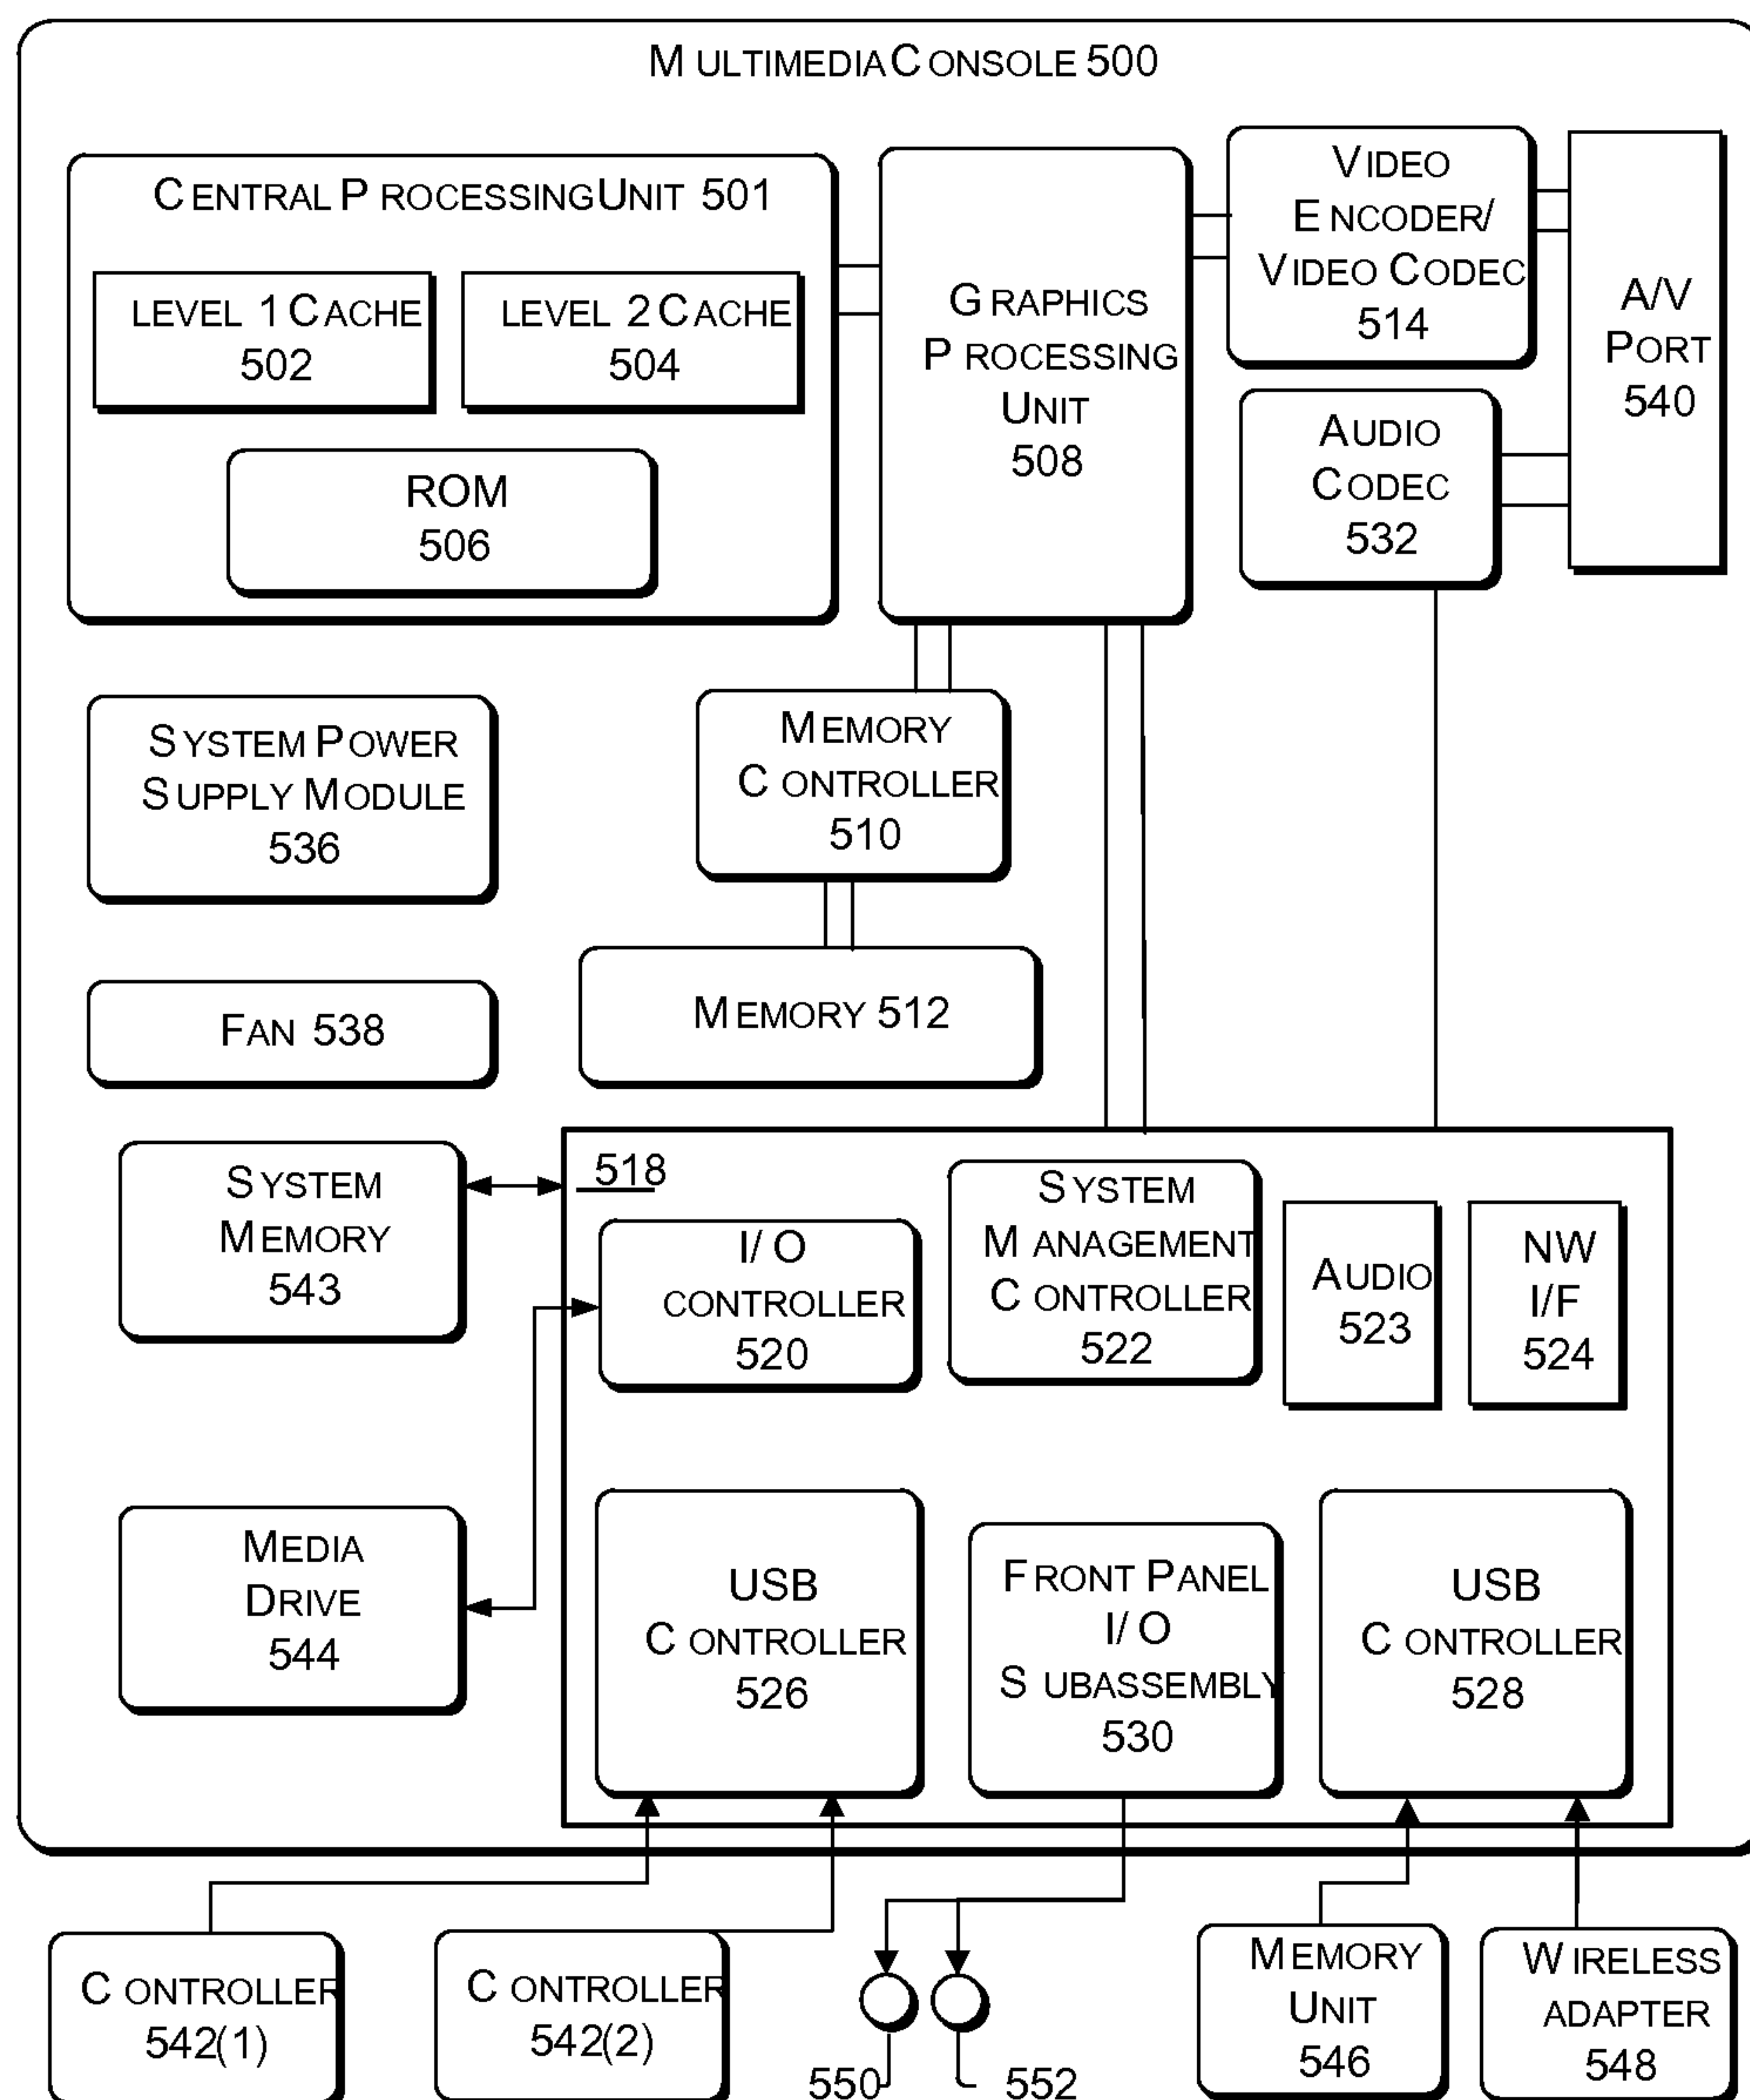 MULTIMEDIA CONSOLE 500
CENTRAL PROCESSING UNIT 501
LEVEL 1 CACHE
502
LEVEL 2 CACHE
504
ROM
506
GRAPHICS
PROCESSING
UNIT
508
VIDEO
ENCODER/
VIDEO CODEC
514
A/V
PORT
540
AUDIO
CODEC
532
SYSTEM POWER
SUPPLY MODULE
536
MEMORY
CONTROLLER
510
FAN 538
MEMORY 512
SYSTEM
MEMORY
543
518
I/O
CONTROLLER
520
SYSTEM
MANAGEMENT
CONTROLLER
522
AUDIO
523
NW
I/F
524
MEDIA
DRIVE
544
USB
CONTROLLER
526
FRONT PANEL
I/O
SUBASSEMBLY
530
USB
CONTROLLER
528
CONTROLLER
542(1)
CONTROLLER
542(2)
550
552
MEMORY
UNIT
546
WIRELESS
ADAPTER
548